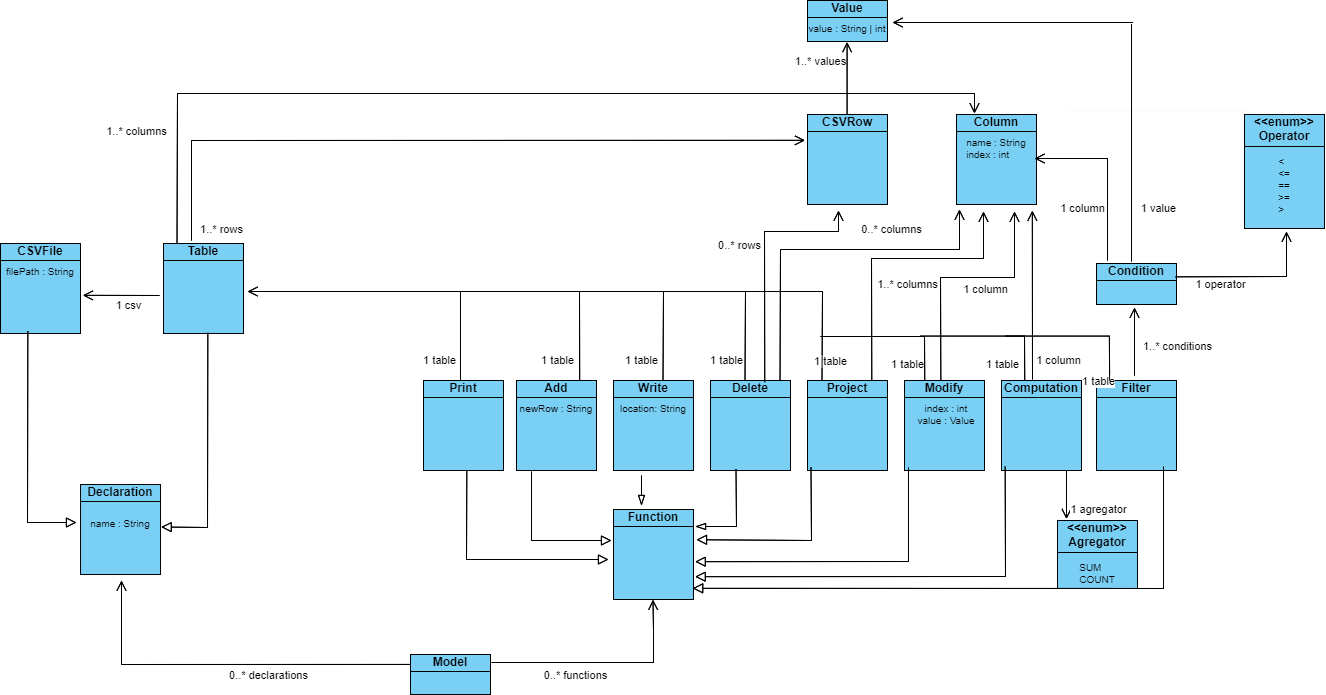 Value
value : String | int
1..* values
1..* columns
CSVRow
Column
name : String
index : int
<<enum>>
Operator
<
<=
==
>=
>
1 column
1 value
1..* rows
0..* rows
0..* columns
CSVFile
filePath : String
Table
1 csv
Condition
1 operator
1..* columns
1 column
1..* conditions
1 table
1 table
1 table
1 table
1 table
1 table
1 table
1 column
1 table
Print
Add
newRow : String
Write
location: String
Delete
Project
Modify
index : int
value : Value
Computation
Filter
Declaration
name : String
Function
1 agregator
<<enum>>
Agregator
SUM
COUNT
Model
0..* declarations
0..* functions